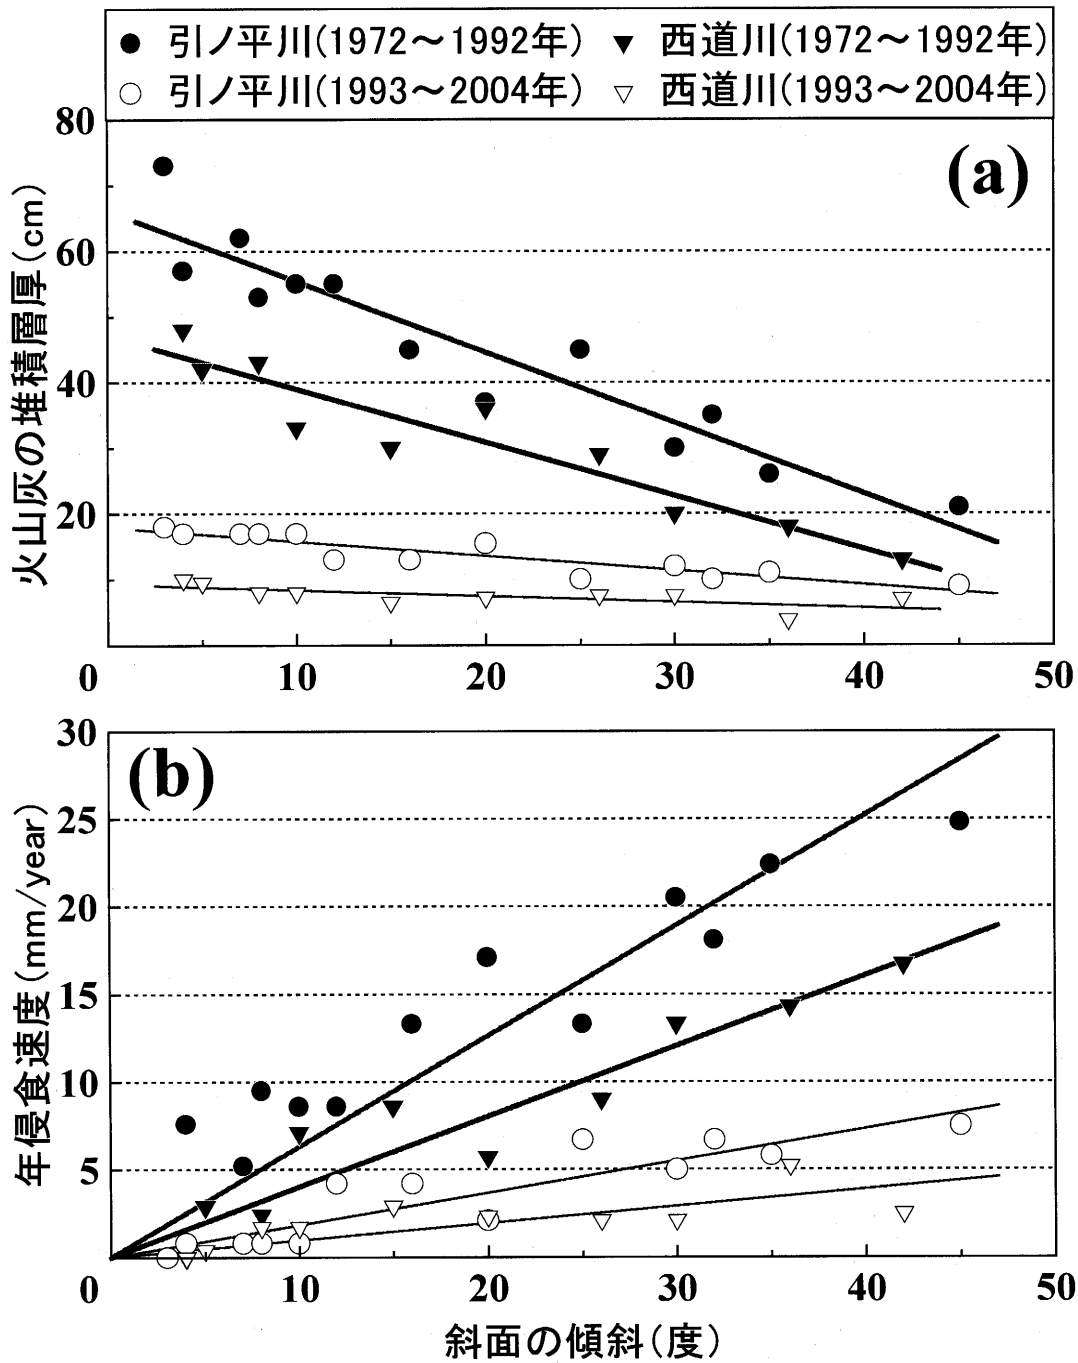 引ノ平川(1972～1992年) 西道川(1972～1992年)
引ノ平川(1993～2004年) 西道川(1993～2004年)
(a)
火山灰の堆積層厚(cm)
80
60
40
20
0 10 20 30 40 50
(b)
年侵食速度(mm/year)
30
25
20
15
10
5
0 10 20 30 40 50
斜面の傾斜(度)